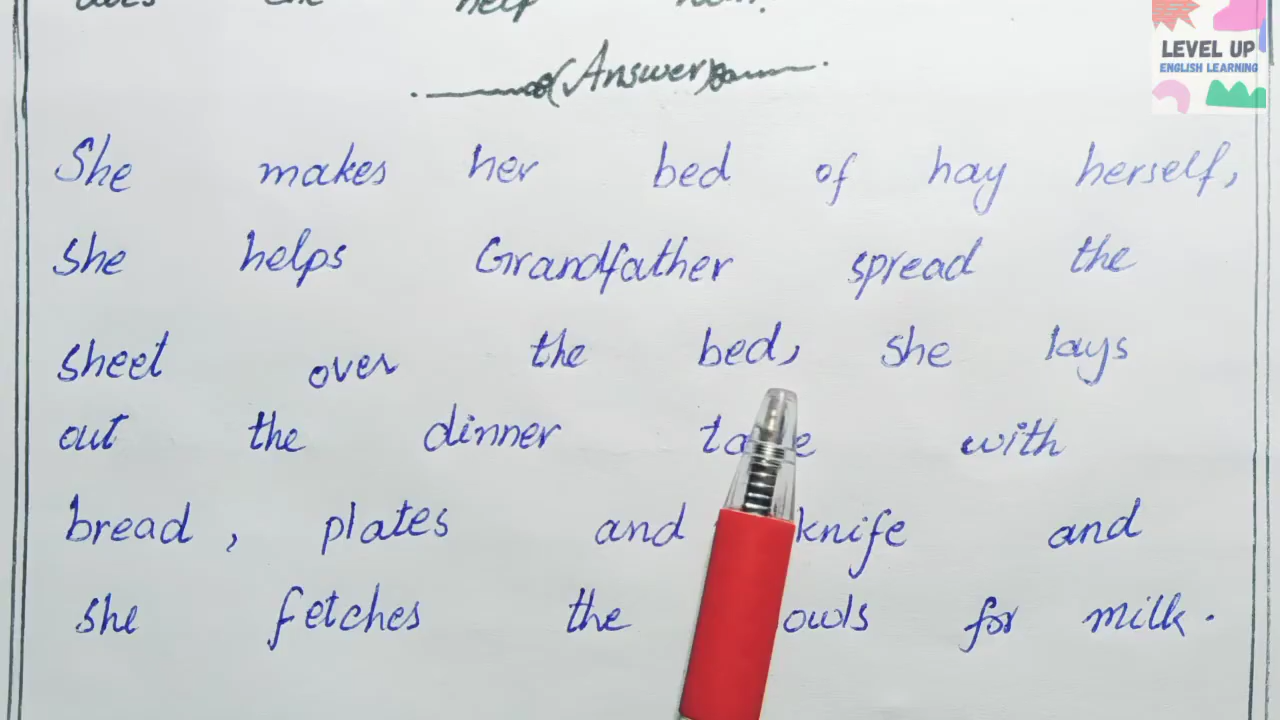 help
(Answer)
LEVEL UP
ENGLISH LEARNING
She makes her bed of hay herself,
she helps Grandfather spread the
sheet over the bed, she lays
out the dinner with
bread, plates and knife and
she fetches the for milk.